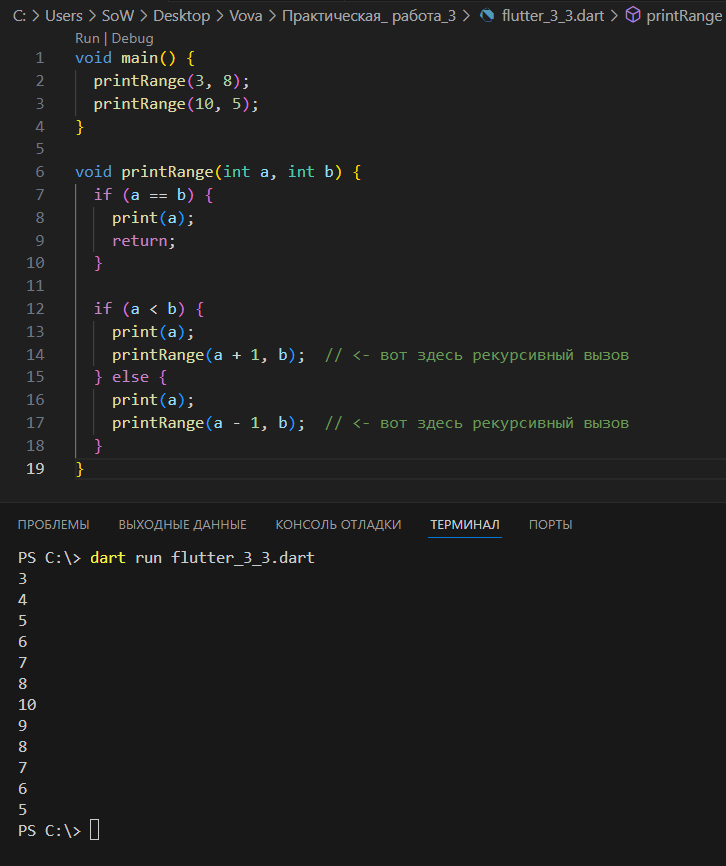 C: > Users > SoW > Desktop > Vova > Практическая_ работа_3 > flutter_3_3.dart > printRange
Run | Debug
1 void main() {
2 printRange(3, 8);
3 printRange(10, 5);
4 }
5
6 void printRange(int a, int b) {
7 if (a == b) {
8 print(a);
9 return;
10 }
11
12 if (a < b) {
13 print(a);
14 printRange(a + 1, b); // <- вот здесь рекурсивный вызов
15 } else {
16 print(a);
17 printRange(a - 1, b); // <- вот здесь рекурсивный вызов
18 }
19 }
ПРОБЛЕМЫ ВЫХОДНЫЕ ДАННЫЕ КОНСОЛЬ ОТЛАДКИ ТЕРМИНАЛ ПОРТЫ
PS C:\> dart run flutter_3_3.dart
3
4
5
6
7
8
10
9
8
7
6
5
PS C:\>